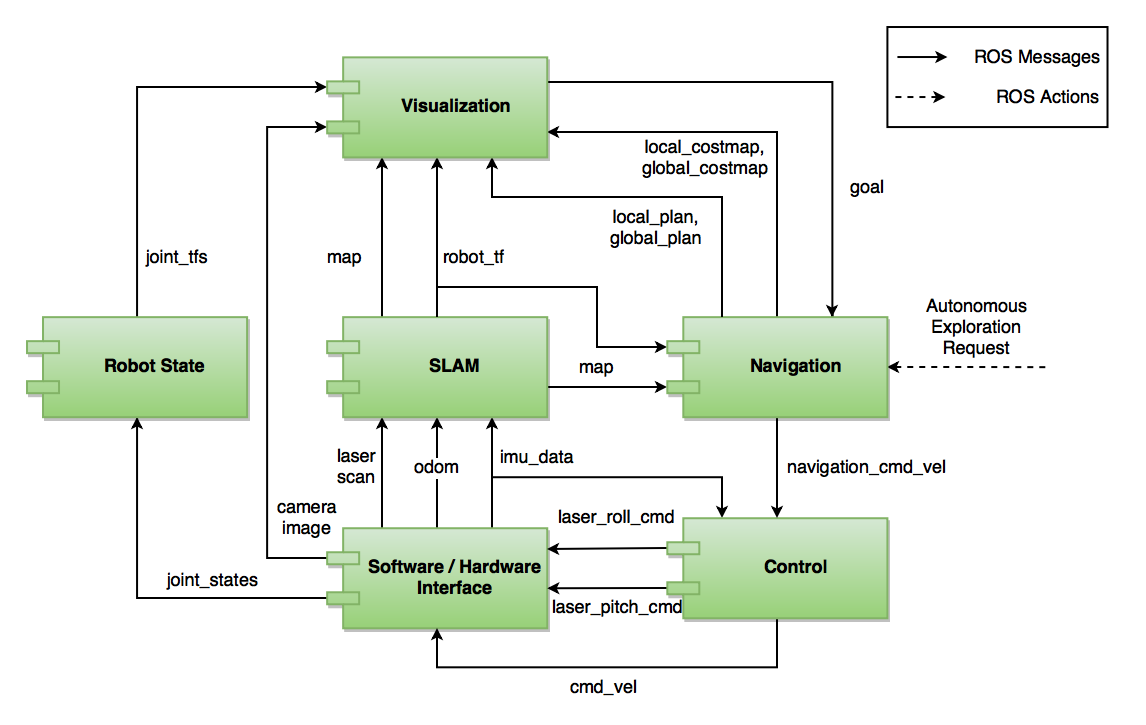 ROS Messages
ROS Actions
Visualization
local_costmap,
global_costmap
goal
local_plan,
global_plan
joint_tfs
map
robot_tf
Autonomous
Exploration
Request
Robot State
SLAM
map
Navigation
laser
scan
odom
imu_data
navigation_cmd_vel
camera
image
laser_roll_cmd
Software / Hardware
Interface
Control
joint_states
laser_pitch_cmd
cmd_vel